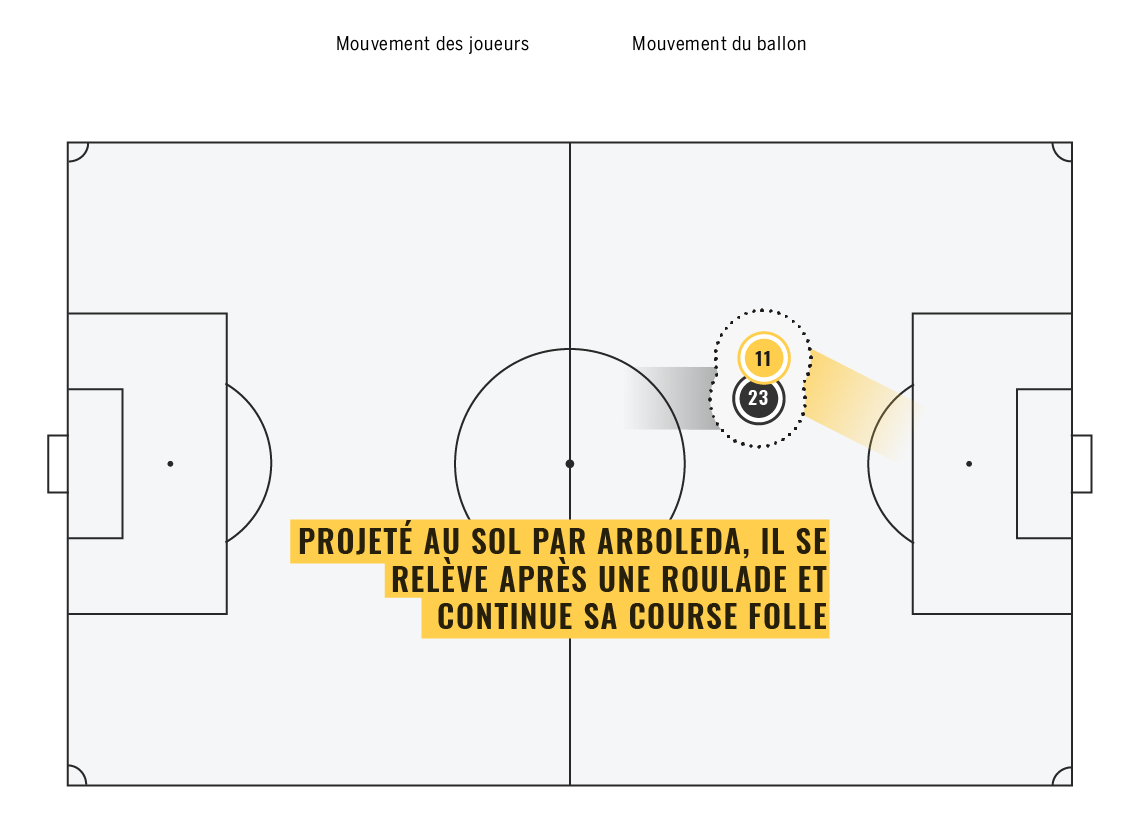 Mouvement des joueurs
Mouvement du ballon
11
23
PROJETÉ AU SOL PAR ARBOLEDA, IL SE
RELÈVE APRÈS UNE ROULADE ET
CONTINUE SA COURSE FOLLE